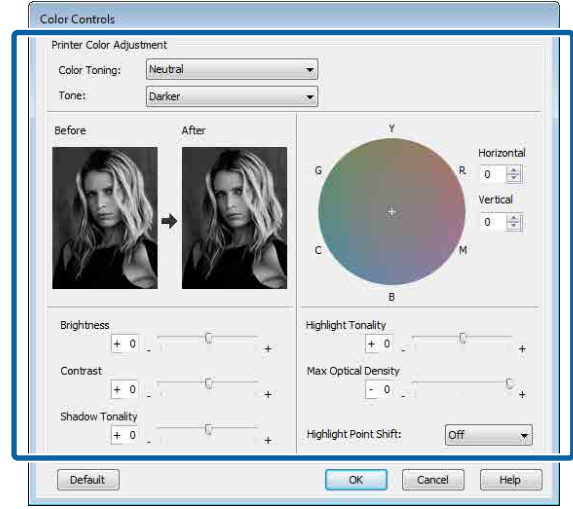 Color Controls
Printer Color Adjustment
Color Toning: Neutral
Tone: Darker
Before After
Y
G R
C M
B
Horizontal
0
Vertical
0
Brightness
+ 0 - +
Contrast
+ 0 - +
Shadow Tonality
+ 0 - +
Highlight Tonality
+ 0 - +
Max Optical Density
- 0 - +
Highlight Point Shift: Off
Default OK Cancel Help